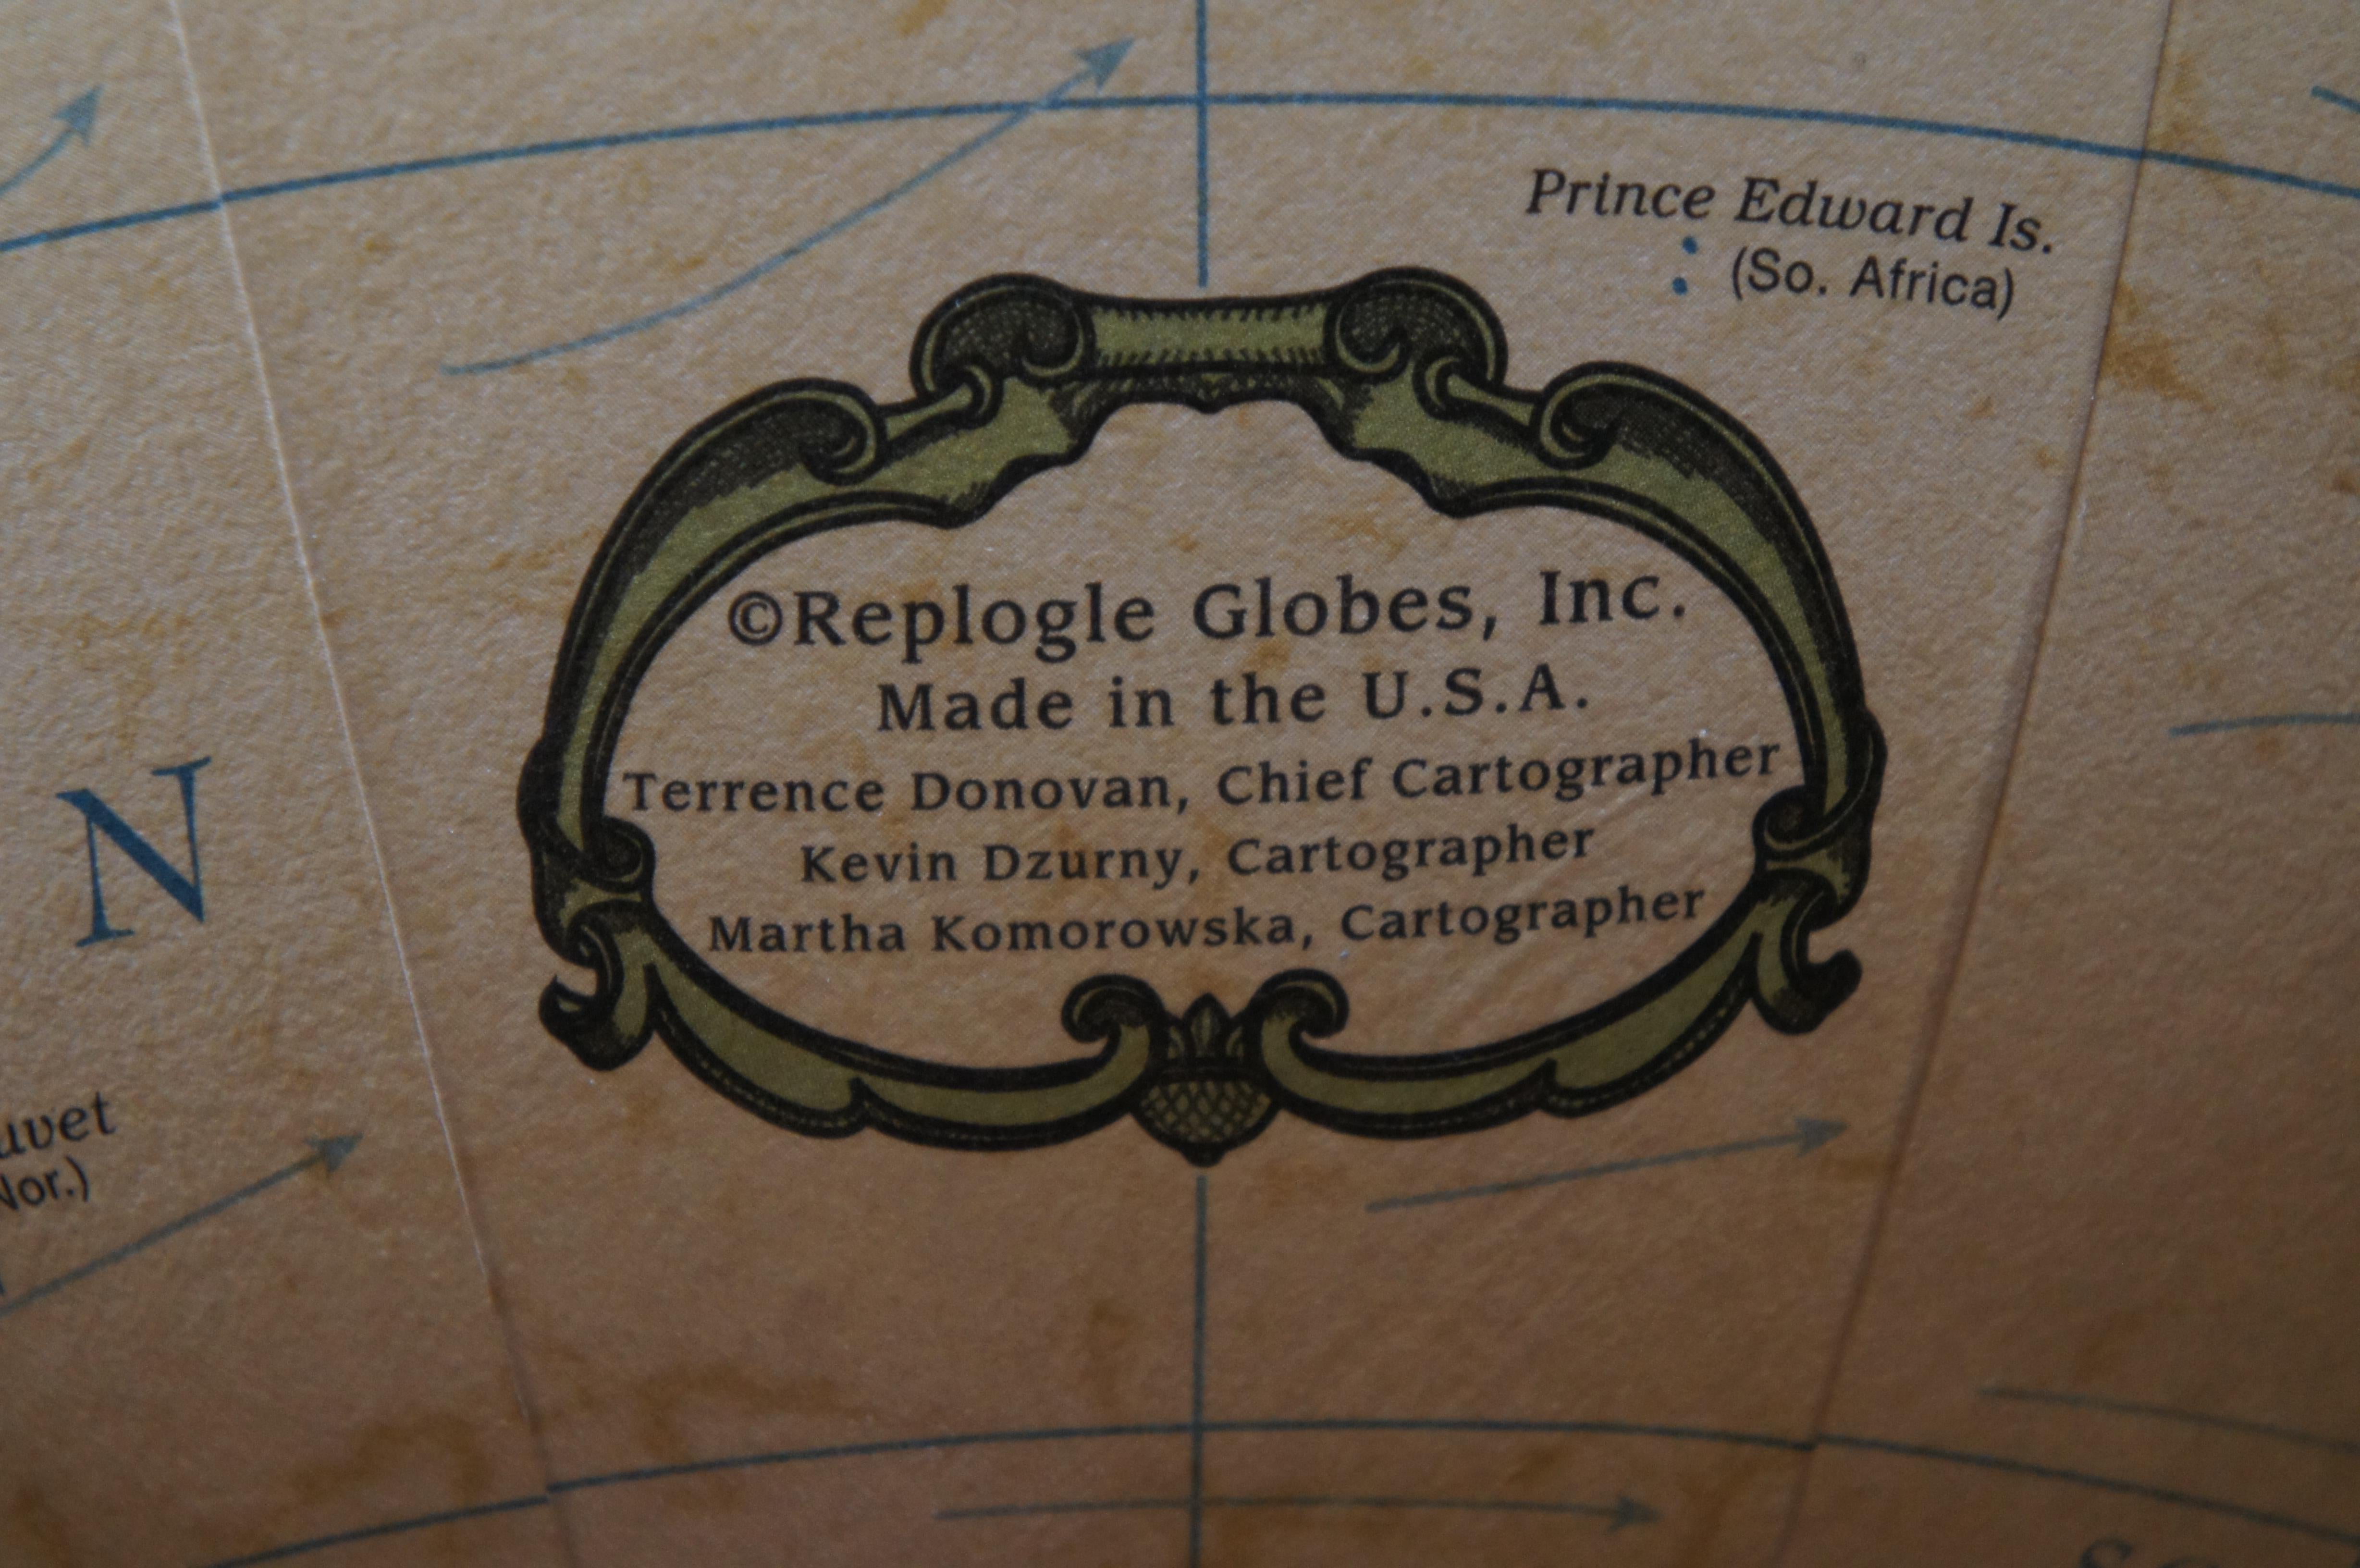 Prince Edward Is.
(So. Africa)
©Replogle Globes, Inc.
Made in the U.S.A.
Terrence Donovan, Chief Cartographer
Kevin Dzurny, Cartographer
Martha Komorowska, Cartographer
N